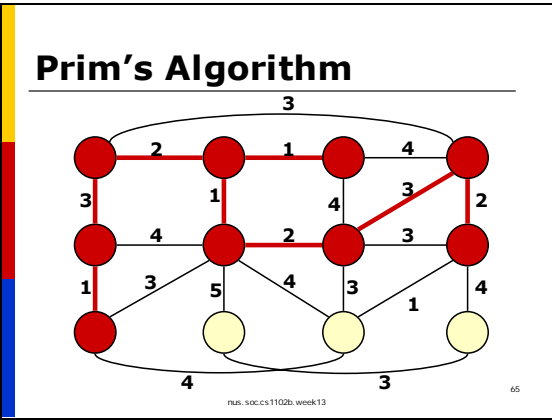 Prim’s Algorithm
3
2 1 4
3 1 4 3 2
4 2 3
1 3 5 4 3 1 4
4 3
nus.soc.cs1102b.week13
65